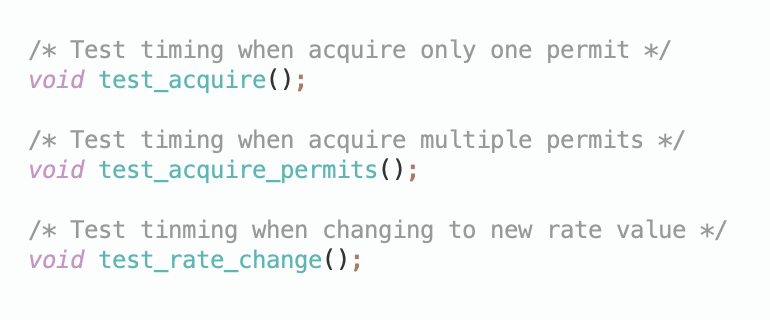 /* Test timing when acquire only one permit */
void test_acquire();
/* Test timing when acquire multiple permits */
void test_acquire_permits();
/* Test tinming when changing to new rate value */
void test_rate_change();